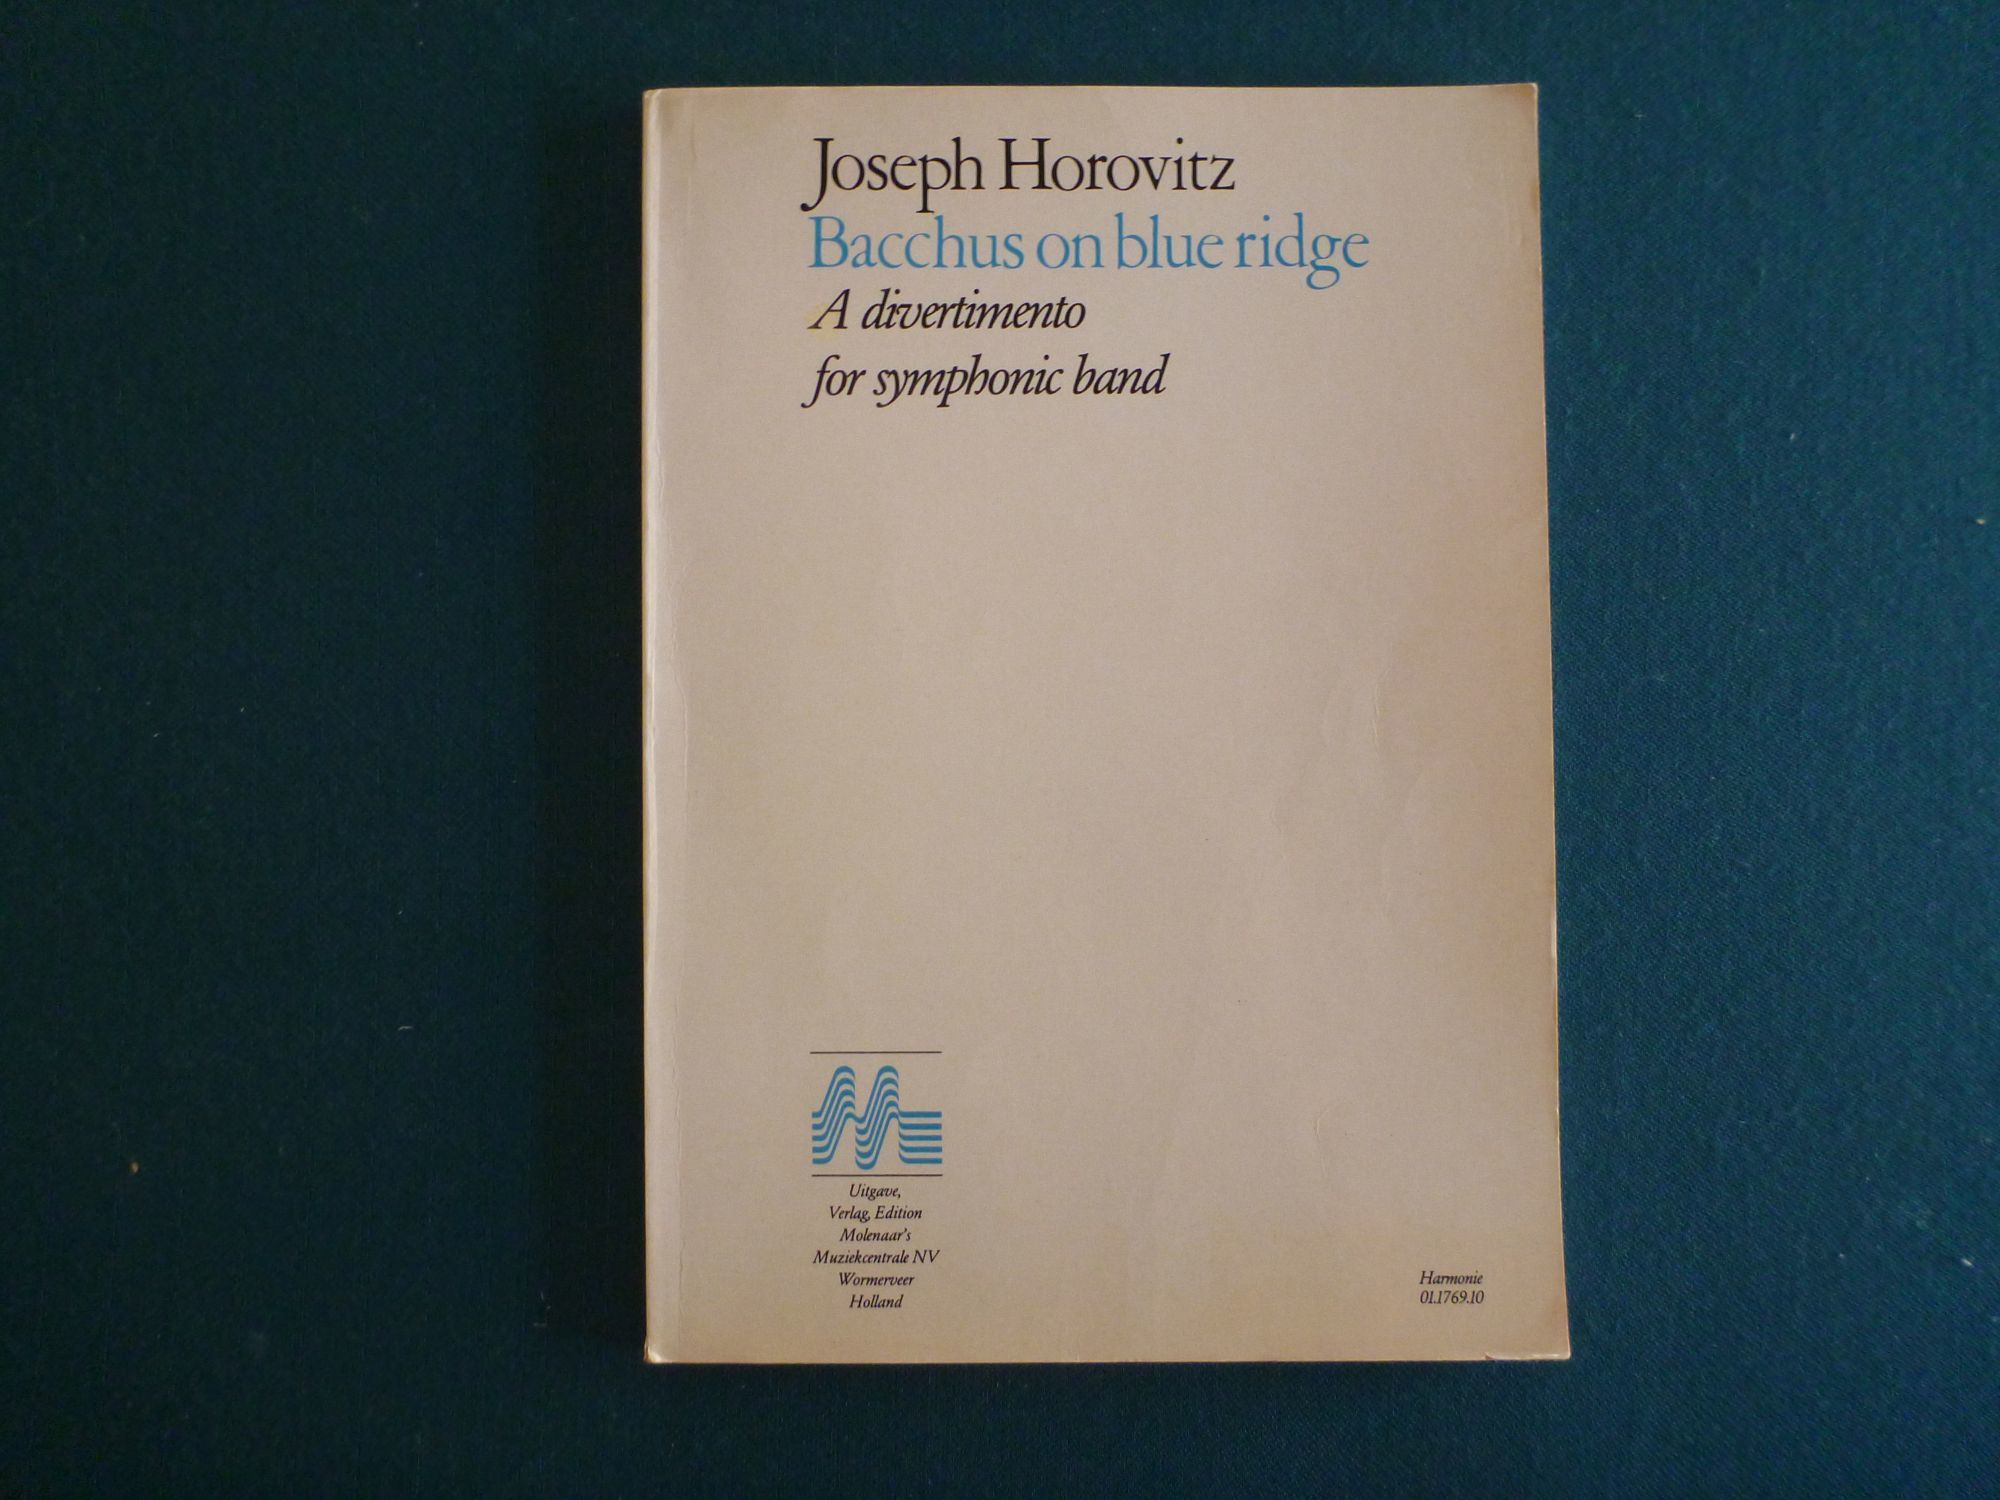 Joseph Horovitz
Bacchus on blue ridge
A divertimento
for symphonic band
Uitgave,
Verlag, Edition
Molenaar's
Muziekcentrale NV
Wormerveer
Holland
Harmonie
01.1769.10